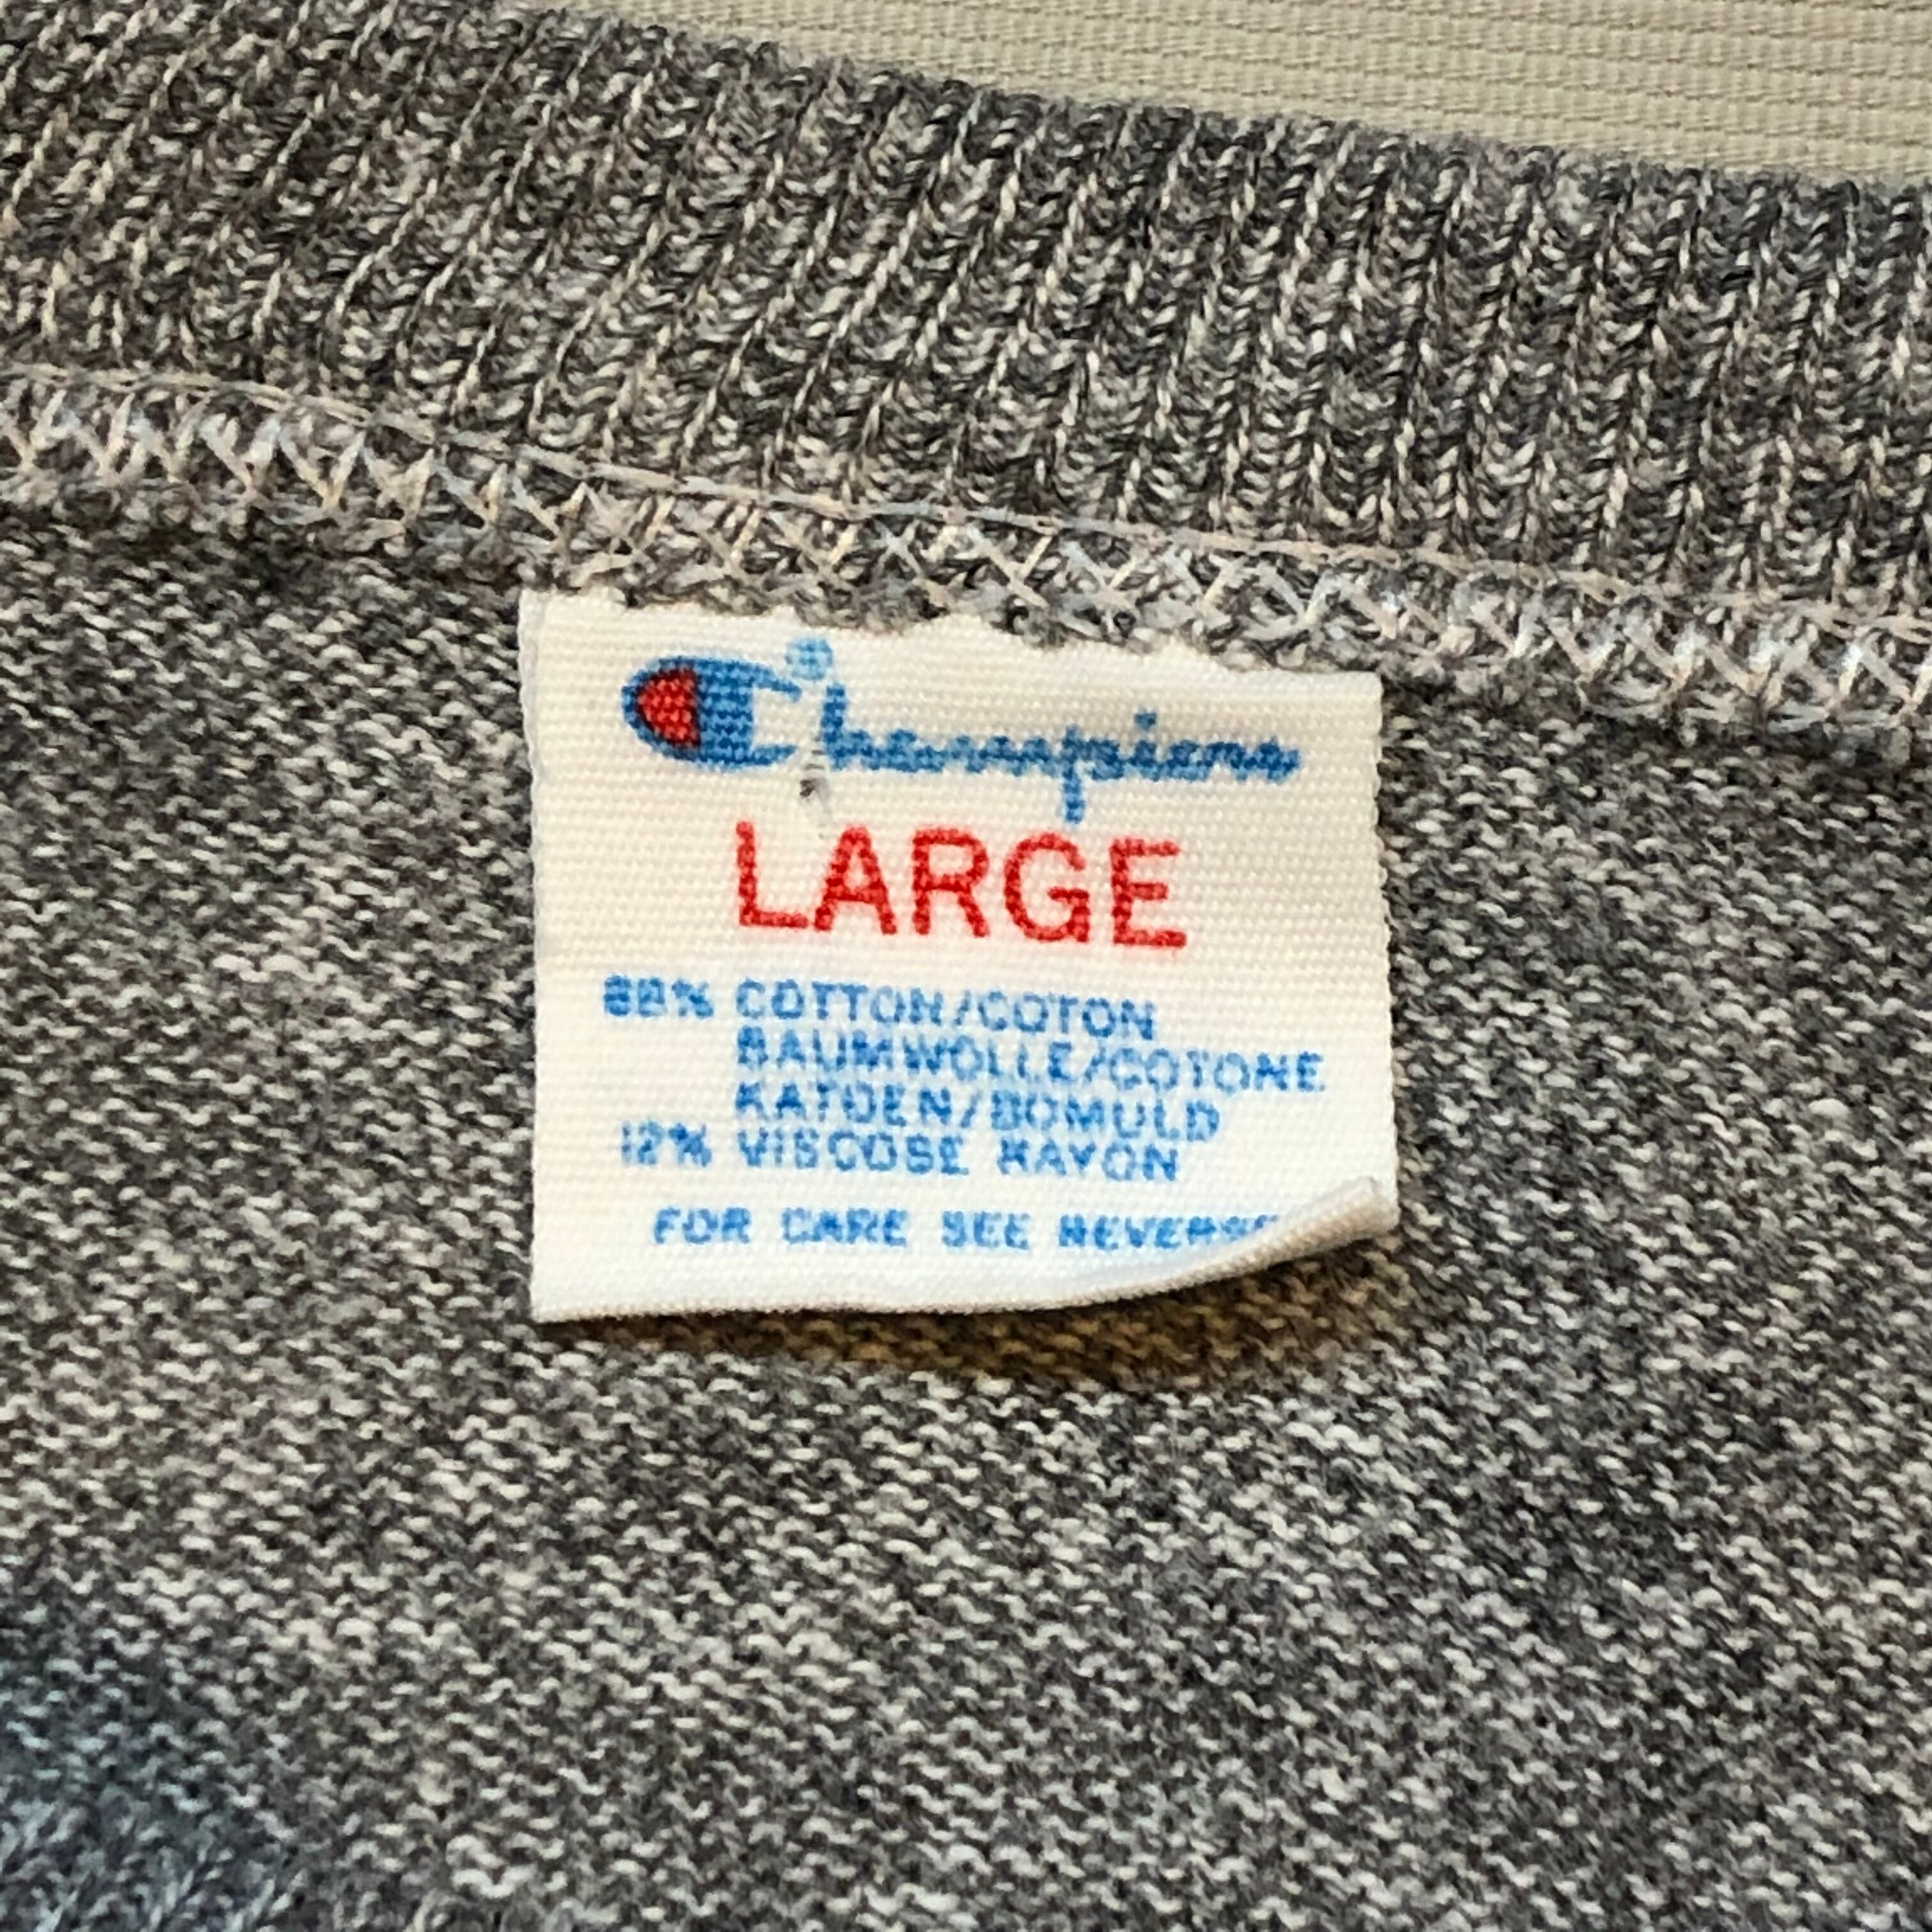 Champion
LARGE
88% COTTON/COTON
BAUMWOLLE/COTONE
KATOEN/BOMULD
12% VISCOSE RAYON
FOR CARE SEE REVERSE